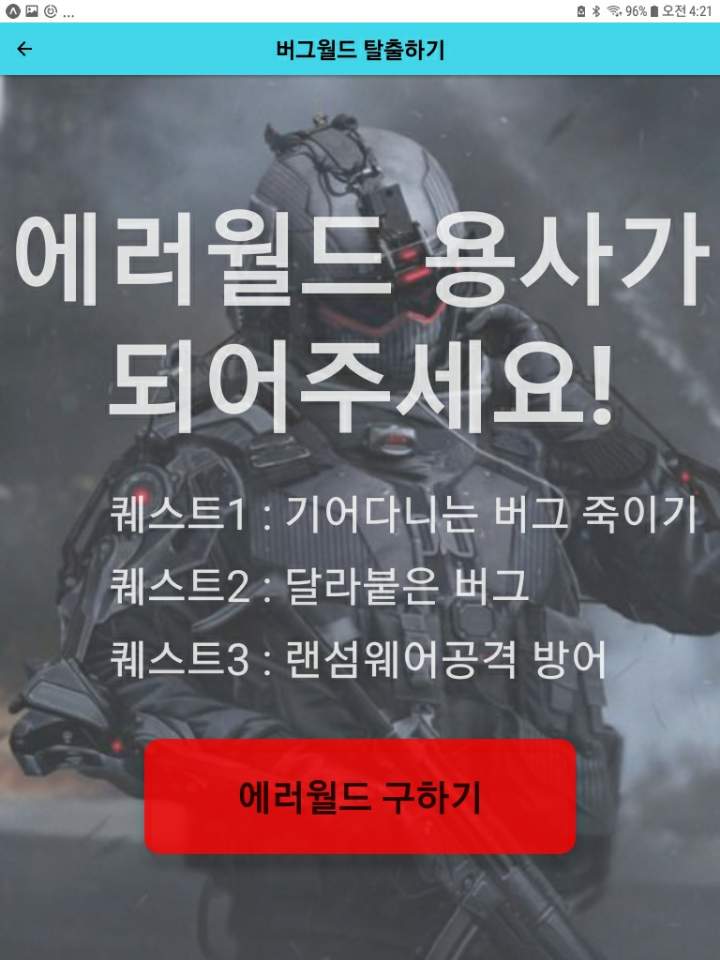 ... 96% 오전 4:21
버그월드 탈출하기
에러월드 용사가
되어주세요!
퀘스트1 : 기어다니는 버그 죽이기
퀘스트2 : 달라붙은 버그
퀘스트3 : 랜섬웨어공격 방어
에러월드 구하기